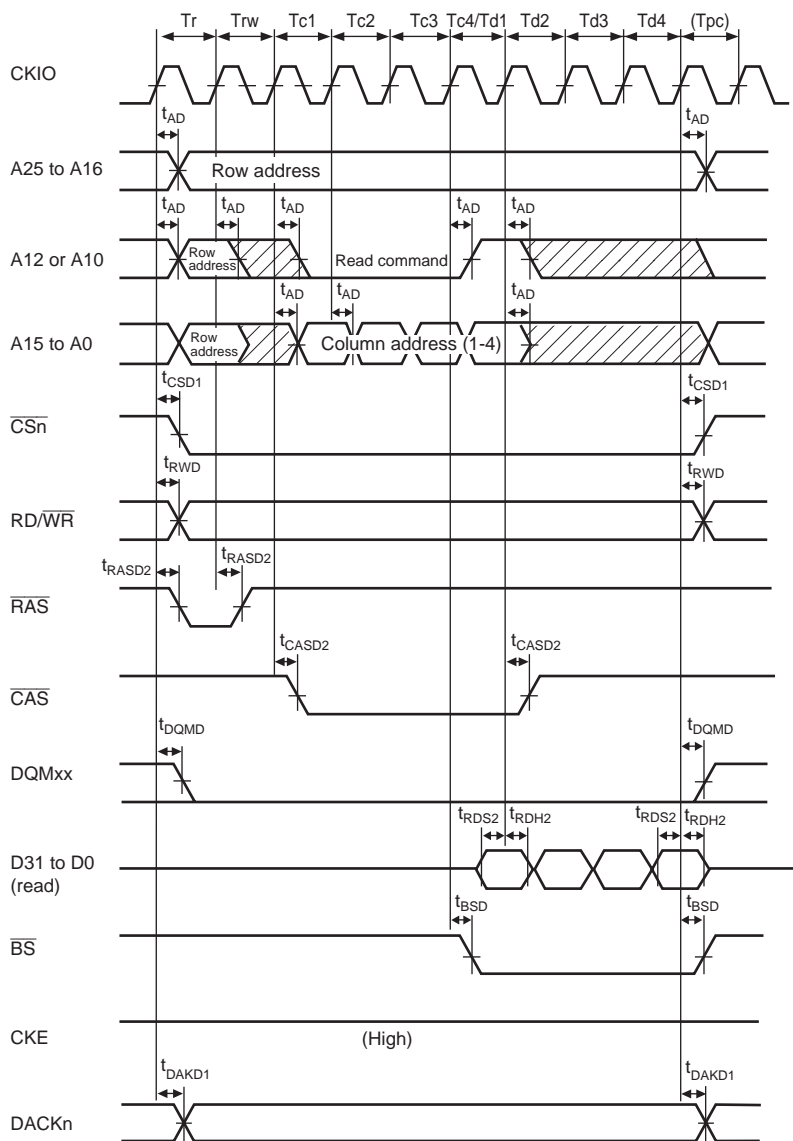 Tr Trw Tc1 Tc2 Tc3 Tc4/Td1 Td2 Td3 Td4 (Tpc)
CKIO
tAD tAD
A25 to A16 Row address
tAD tAD tAD tAD tAD
A12 or A10 Row address Read command
tAD tAD tAD
A15 to A0 Row address Column address (1-4)
tCSD1 tCSD1
CSn
tRWD tRWD
RD/WR
tRASD2 tRASD2
RAS
tCASD2 tCASD2
CAS
tDQMD tDQMD
DQMxx
tRDS2 tRDH2 tRDS2 tRDH2
D31 to D0
(read)
tBSD tBSD
BS
CKE (High)
tDAKD1 tDAKD1
DACKn